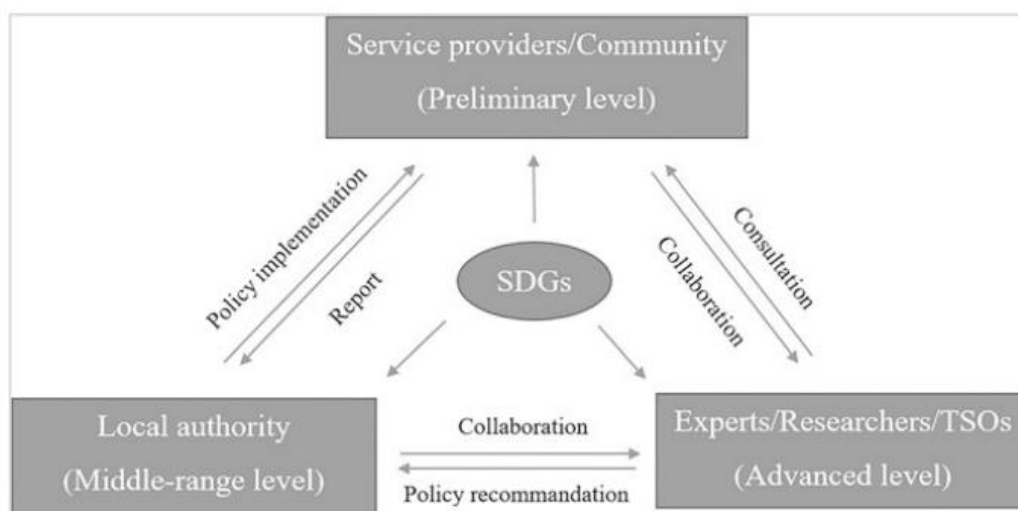 Service providers/Community
(Preliminary level)
Policy implementation
Report
SDGs
Consultation
Collaboration
Local authority
(Middle-range level)
Collaboration
Policy recommandation
Experts/Researchers/TSOs
(Advanced level)